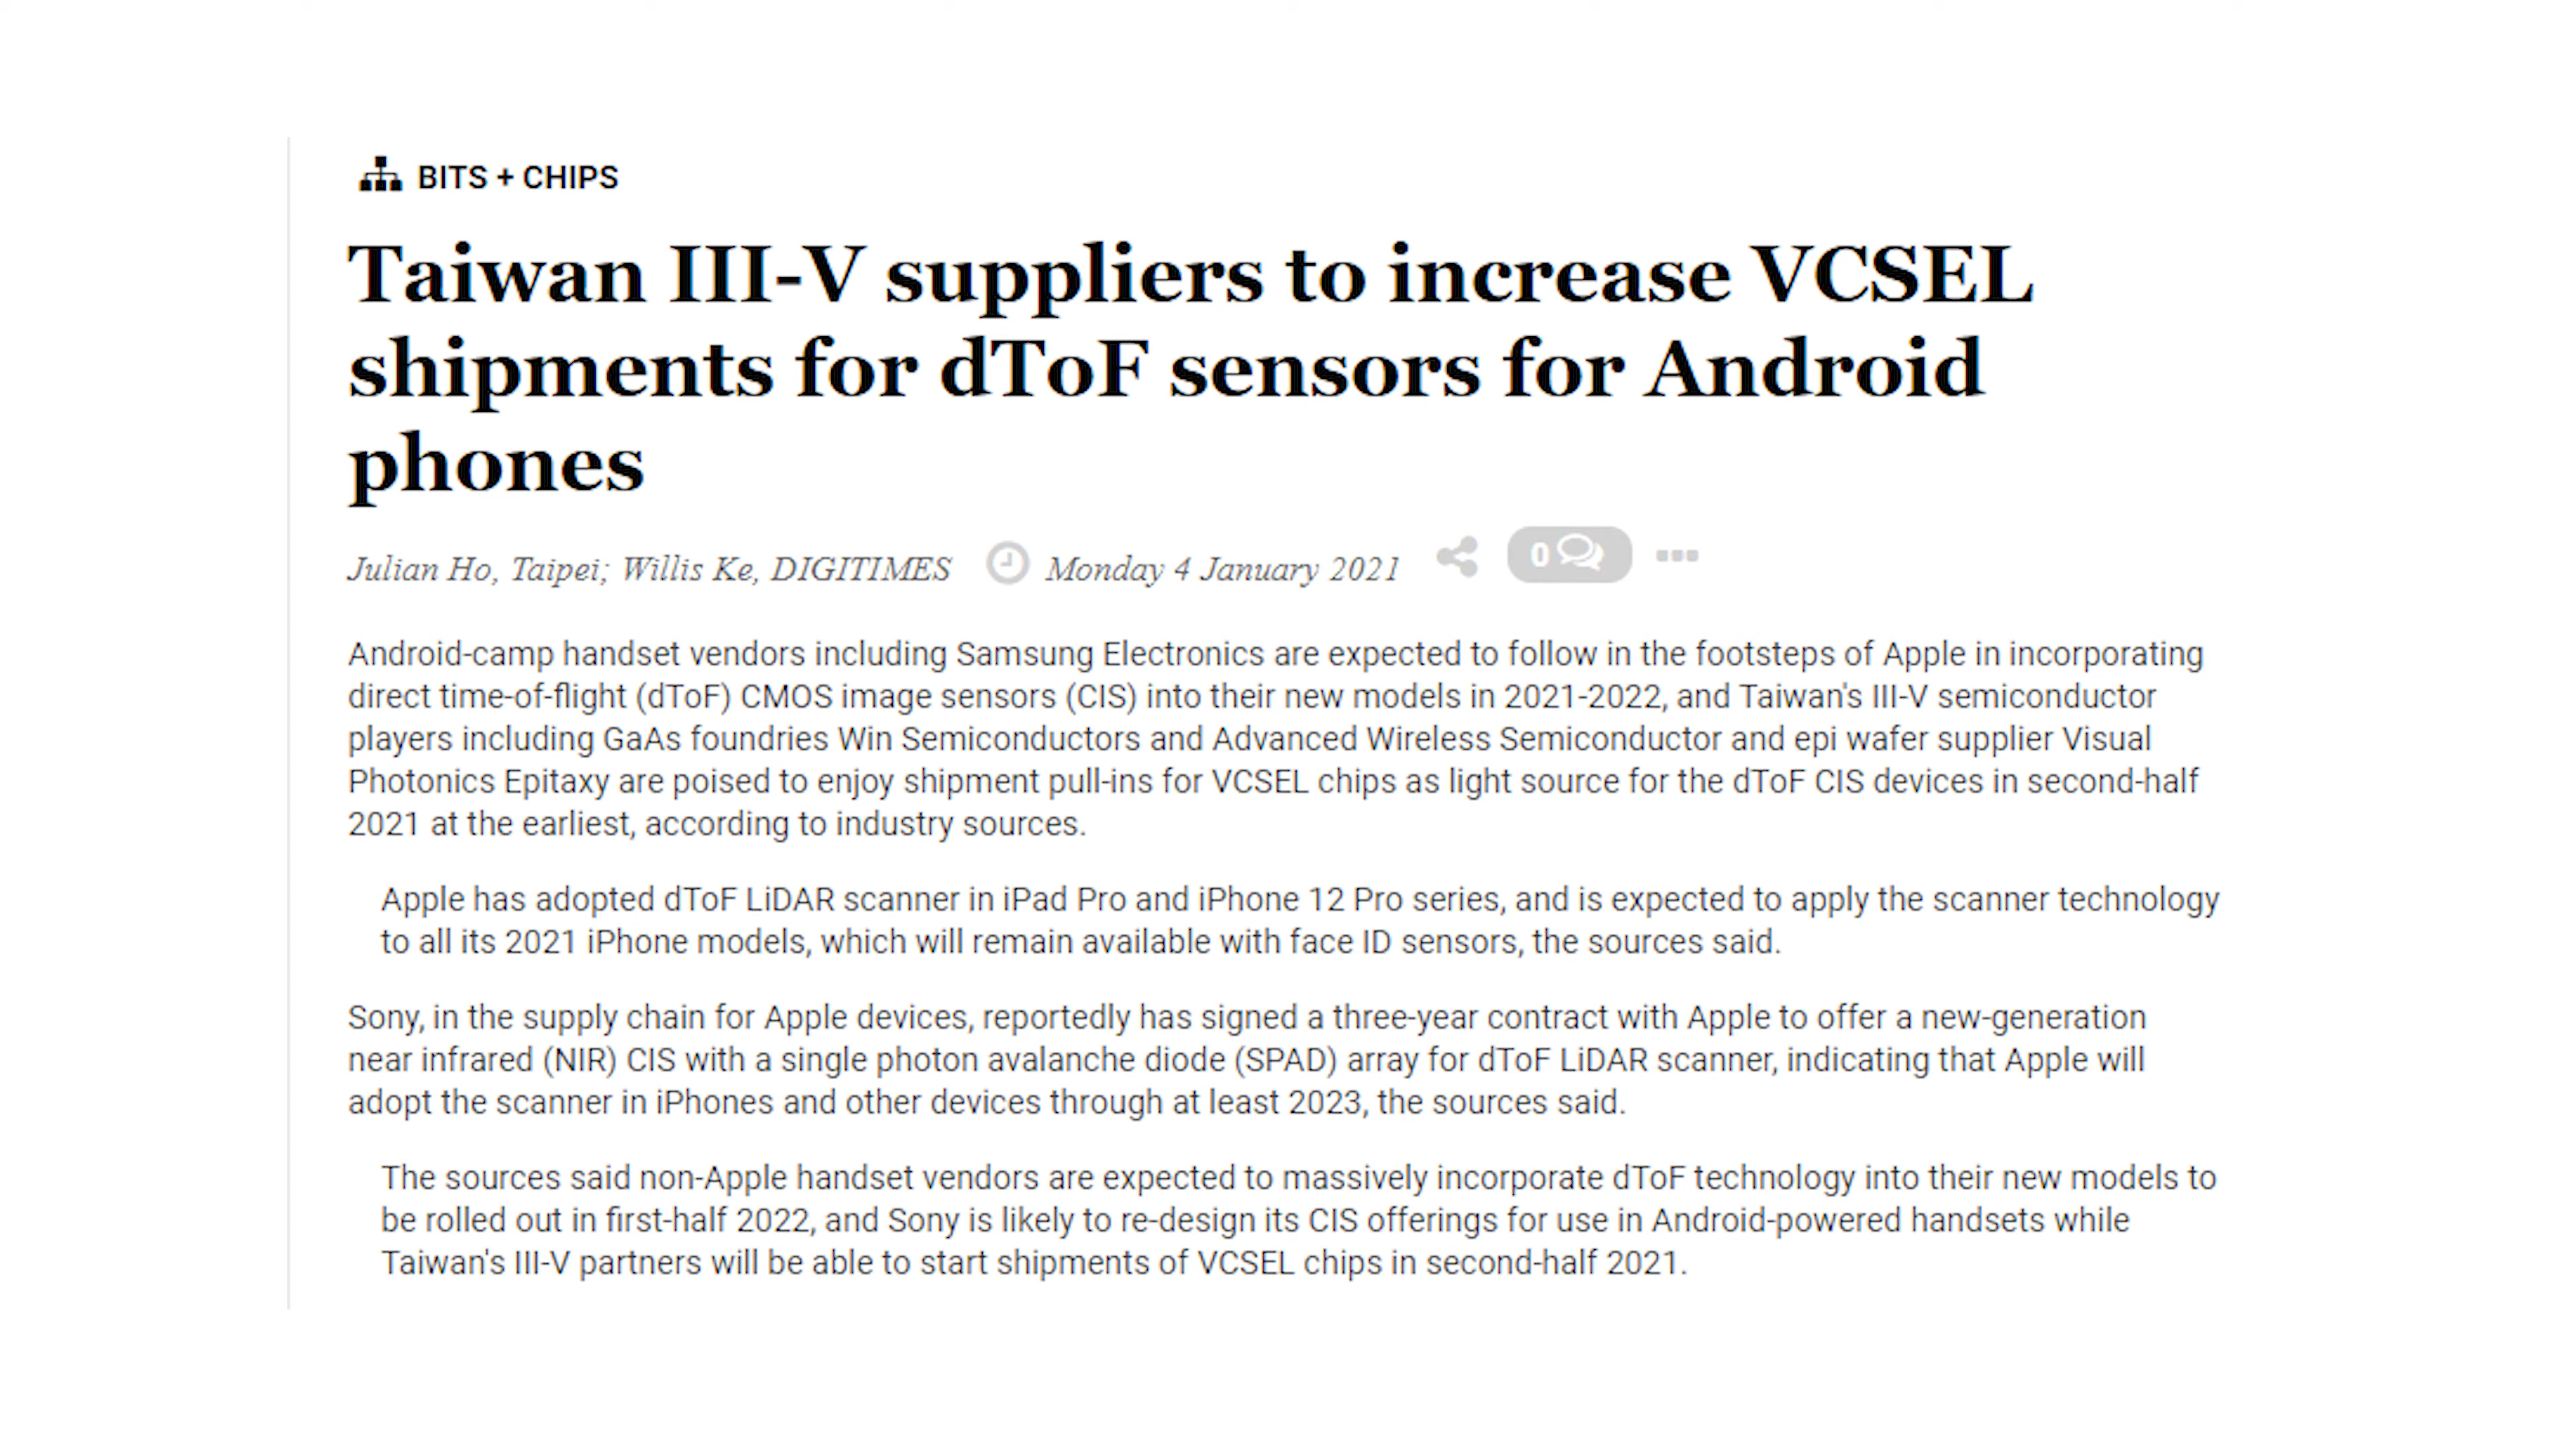 BITS + CHIPS
Taiwan III-V suppliers to increase VCSEL
shipments for dToF sensors for Android
phones
Julian Ho, Taipei; Willis Ke, DIGITIMES Monday 4 January 2021 0
Android-camp handset vendors including Samsung Electronics are expected to follow in the footsteps of Apple in incorporating
direct time-of-flight (dToF) CMOS image sensors (CIS) into their new models in 2021-2022, and Taiwan's III-V semiconductor
players including GaAs foundries Win Semiconductors and Advanced Wireless Semiconductor and epi wafer supplier Visual
Photonics Epitaxy are poised to enjoy shipment pull-ins for VCSEL chips as light source for the dToF CIS devices in second-half
2021 at the earliest, according to industry sources.
Apple has adopted dToF LiDAR scanner in iPad Pro and iPhone 12 Pro series, and is expected to apply the scanner technology
to all its 2021 iPhone models, which will remain available with face ID sensors, the sources said.
Sony, in the supply chain for Apple devices, reportedly has signed a three-year contract with Apple to offer a new-generation
near infrared (NIR) CIS with a single photon avalanche diode (SPAD) array for dToF LiDAR scanner, indicating that Apple will
adopt the scanner in iPhones and other devices through at least 2023, the sources said.
The sources said non-Apple handset vendors are expected to massively incorporate dToF technology into their new models to
be rolled out in first-half 2022, and Sony is likely to re-design its CIS offerings for use in Android-powered handsets while
Taiwan's III-V partners will be able to start shipments of VCSEL chips in second-half 2021.